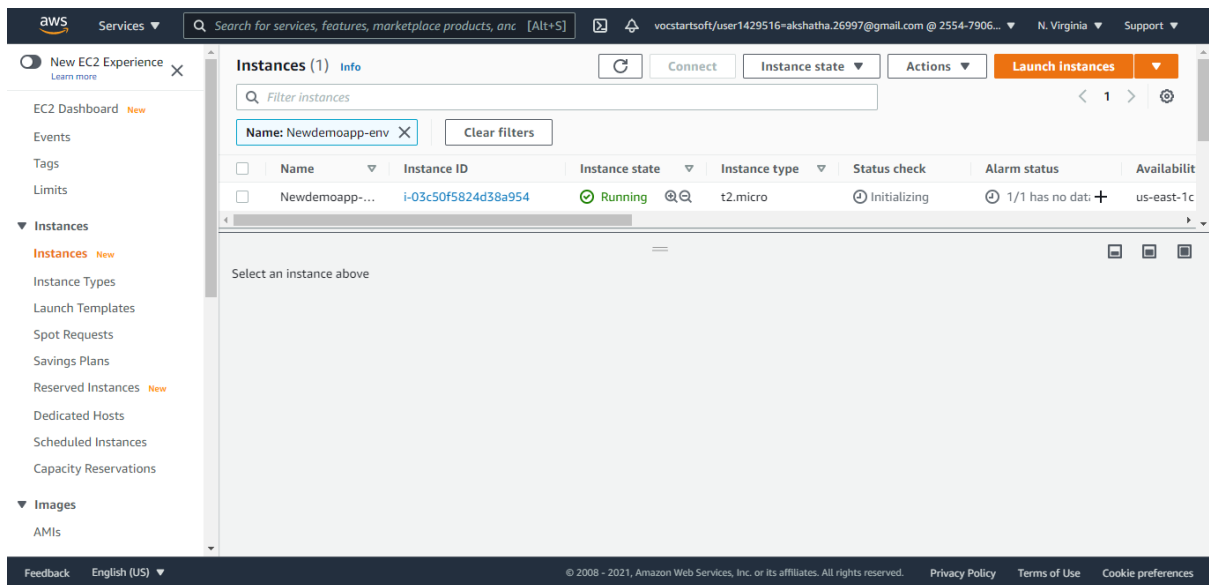 aws Services ▼ Search for services, features, marketplace products, and [Alt+S] vocstartsoft/user1429516=akshatha.26997@gmail.com @ 2554-7906... ▼ N. Virginia ▼ Support ▼
New EC2 Experience
Learn more
EC2 Dashboard New
Events
Tags
Limits
▼ Instances
Instances New
Instance Types
Launch Templates
Spot Requests
Savings Plans
Reserved Instances New
Dedicated Hosts
Scheduled Instances
Capacity Reservations
▼ Images
AMIs
Instances (1) Info Connect Instance state ▼ Actions ▼ Launch instances ▼
Filter instances < 1 >
Name: Newdemoapp-env Clear filters
Name Instance ID Instance state Instance type Status check Alarm status Availabilit
Newdemoapp-... i-03c50f5824d38a954 Running t2.micro Initializing 1/1 has no dat +  us-east-1c
Select an instance above
Feedback English (US) ▼ © 2008 - 2021, Amazon Web Services, Inc. or its affiliates. All rights reserved. Privacy Policy Terms of Use Cookie preferences